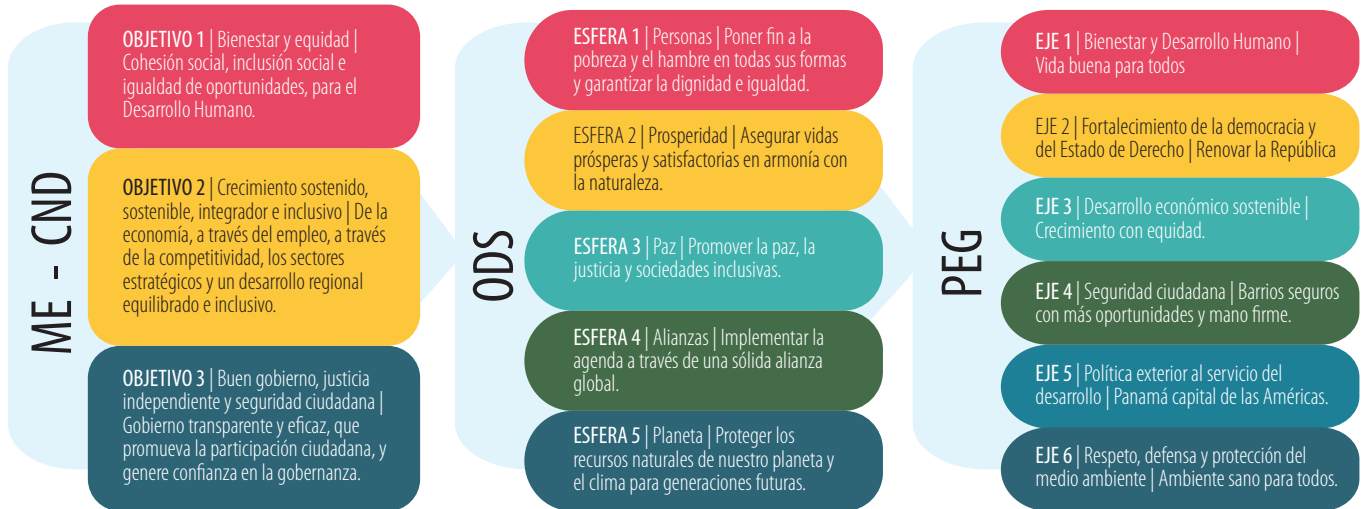 ME - CND
OBJETIVO 1 | Bienestar y equidad |
Cohesión social, inclusión social e
igualdad de oportunidades, para el
Desarrollo Humano.
OBJETIVO 2 | Crecimiento sostenido,
sostenible, integrador e inclusivo | De la
economía, a través del empleo, a través
de la competitividad, los sectores
estratégicos y un desarrollo regional
equilibrado e inclusivo.
OBJETIVO 3 | Buen gobierno, justicia
independiente y seguridad ciudadana |
Gobierno transparente y eficaz, que
promueva la participación ciudadana, y
genere confianza en la gobernanza.
ODS
ESFERA 1 | Personas | Poner fin a la
pobreza y el hambre en todas sus formas
y garantizar la dignidad e igualdad.
ESFERA 2 | Prosperidad | Asegurar vidas
prósperas y satisfactorias en armonía con
la naturaleza.
ESFERA 3 | Paz | Promover la paz, la
justicia y sociedades inclusivas.
ESFERA 4 | Alianzas | Implementar la
agenda a través de una sólida alianza
global.
ESFERA 5 | Planeta | Proteger los
recursos naturales de nuestro planeta y
el clima para generaciones futuras.
PEG
EJE 1 | Bienestar y Desarrollo Humano |
Vida buena para todos
EJE 2 | Fortalecimiento de la democracia y
del Estado de Derecho | Renovar la República
EJE 3 | Desarrollo económico sostenible |
Crecimiento con equidad.
EJE 4 | Seguridad ciudadana | Barrios seguros
con más oportunidades y mano firme.
EJE 5 | Política exterior al servicio del
desarrollo | Panamá capital de las Américas.
EJE 6 | Respeto, defensa y protección del
medio ambiente | Ambiente sano para todos.